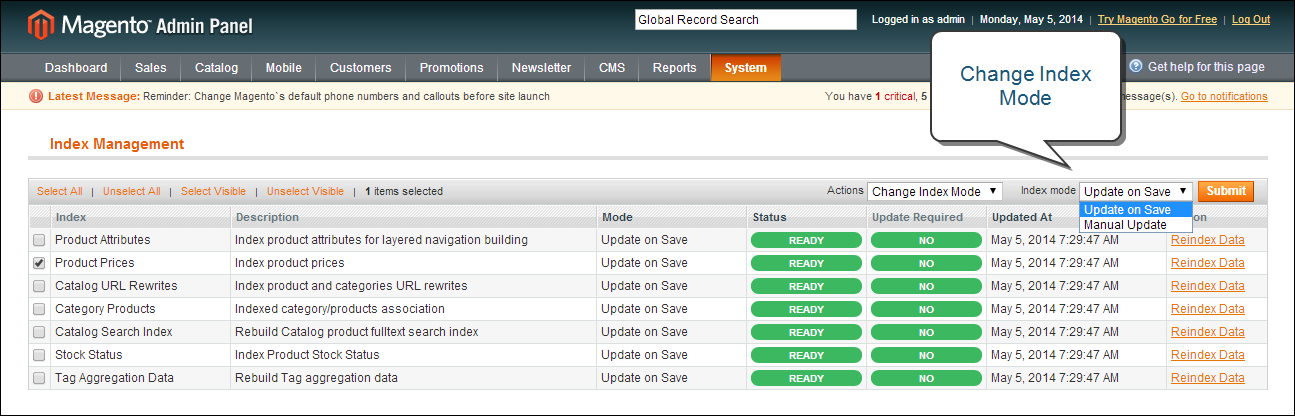 Magento™ Admin Panel
Global Record Search
Logged in as admin | Monday, May 5, 2014 | Try Magento Go for Free | Log Out
Dashboard Sales Catalog Mobile Customers Promotions Newsletter CMS Reports System
Get help for this page
Change Index
Mode
Latest Message: Reminder: Change Magento`s default phone numbers and callouts before site launch
You have 1 critical, 5 message(s). Go to notifications
Index Management
Select All | Unselect All | Select Visible | Unselect Visible | 1 items selected
Actions Change Index Mode Index mode Update on Save Submit
Update on Save
Manual Update
Index Description Mode Status Update Required Updated At
Product Attributes Index product attributes for layered navigation building Update on Save READY NO May 5, 2014 7:29:47 AM Reindex Data
Product Prices Index product prices Update on Save READY NO May 5, 2014 7:29:47 AM Reindex Data
Catalog URL Rewrites Index product and categories URL rewrites Update on Save READY NO May 5, 2014 7:29:47 AM Reindex Data
Category Products Indexed category/products association Update on Save READY NO May 5, 2014 7:29:47 AM Reindex Data
Catalog Search Index Rebuild Catalog product fulltext search index Update on Save READY NO May 5, 2014 7:29:47 AM Reindex Data
Stock Status Index Product Stock Status Update on Save READY NO May 5, 2014 7:29:47 AM Reindex Data
Tag Aggregation Data Rebuild Tag aggregation data Update on Save READY NO May 5, 2014 7:29:47 AM Reindex Data